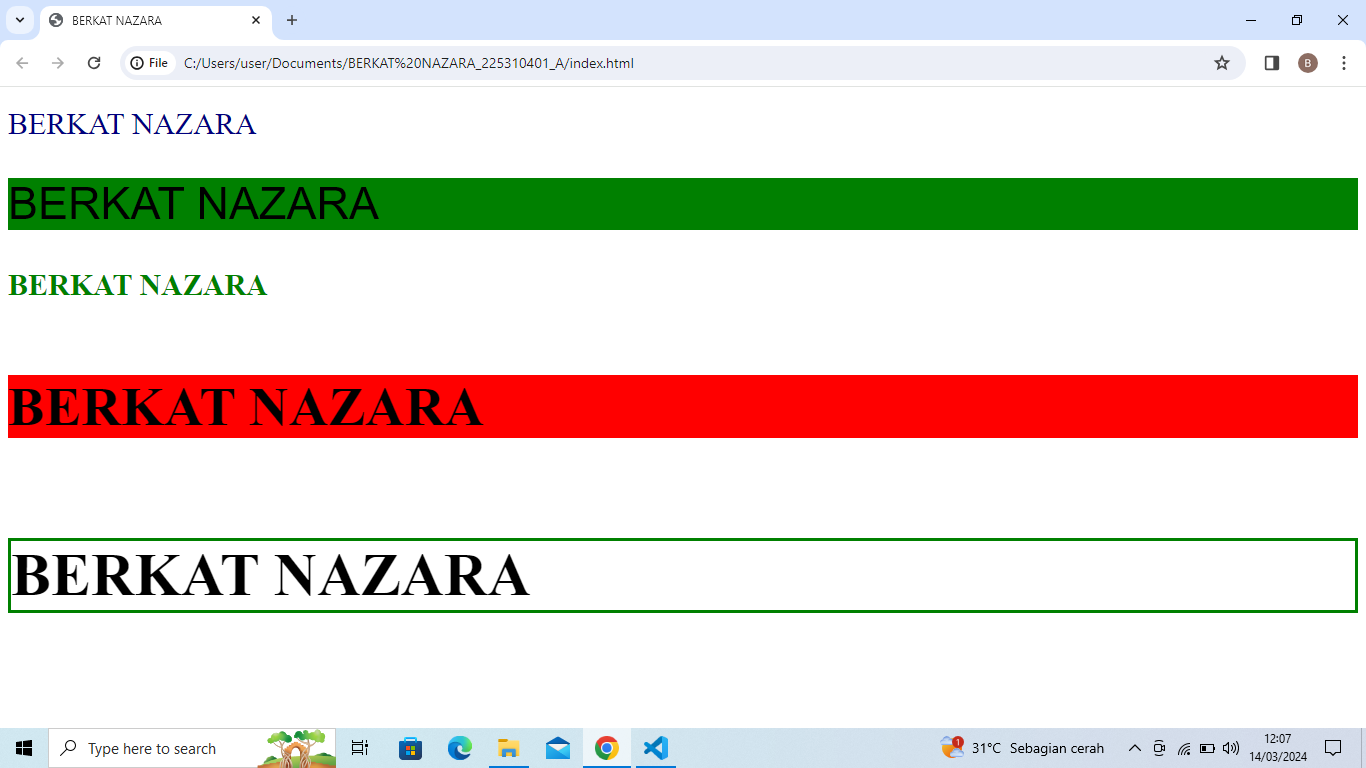 BERKAT NAZARA
File C:/Users/user/Documents/BERKAT%20NAZARA_225310401_A/index.html B
BERKAT NAZARA
BERKAT NAZARA
BERKAT NAZARA
BERKAT NAZARA
BERKAT NAZARA
Type here to search 1 31°C Sebagian cerah 12:07
14/03/2024